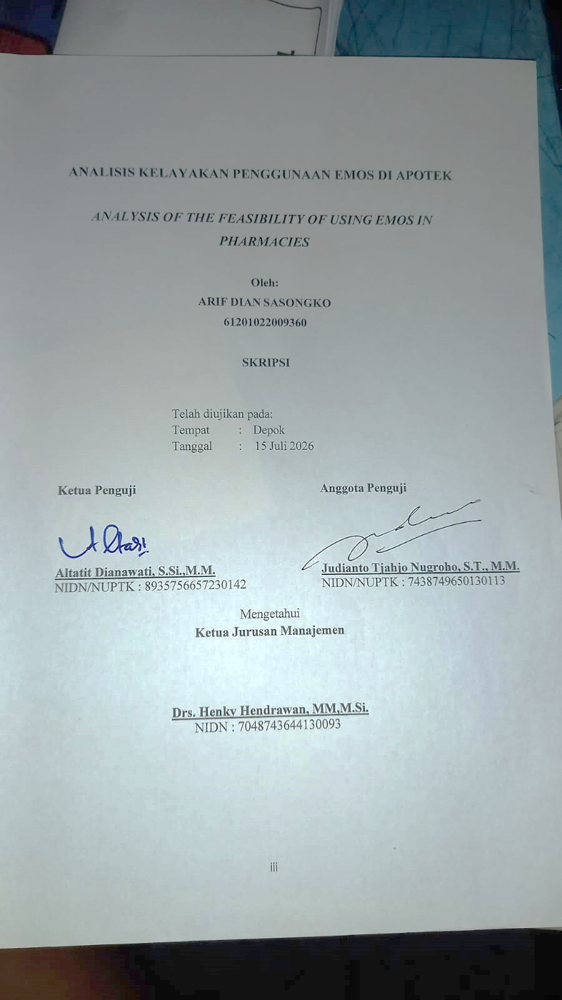 ANALISIS KELAYAKAN PENGGUNAAN EMOS DI APOTEK
ANALYSIS OF THE FEASIBILITY OF USING EMOS IN
PHARMACIES
Oleh:
ARIF DIAN SASONGKO
61201022009360
SKRIPSI
Telah diujikan pada:
Tempat : Depok
Tanggal : 15 Juli 2026
Ketua Penguji
Anggota Penguji
Altatit Dianawati, S.Si.,M.M.
NIDN/NUPTK : 8935756657230142
Judianto Tjahjo Nugroho, S.T., M.M.
NIDN/NUPTK : 7438749650130113
Mengetahui
Ketua Jurusan Manajemen
Drs. Henky Hendrawan, MM,M.Si.
NIDN : 7048743644130093
iii